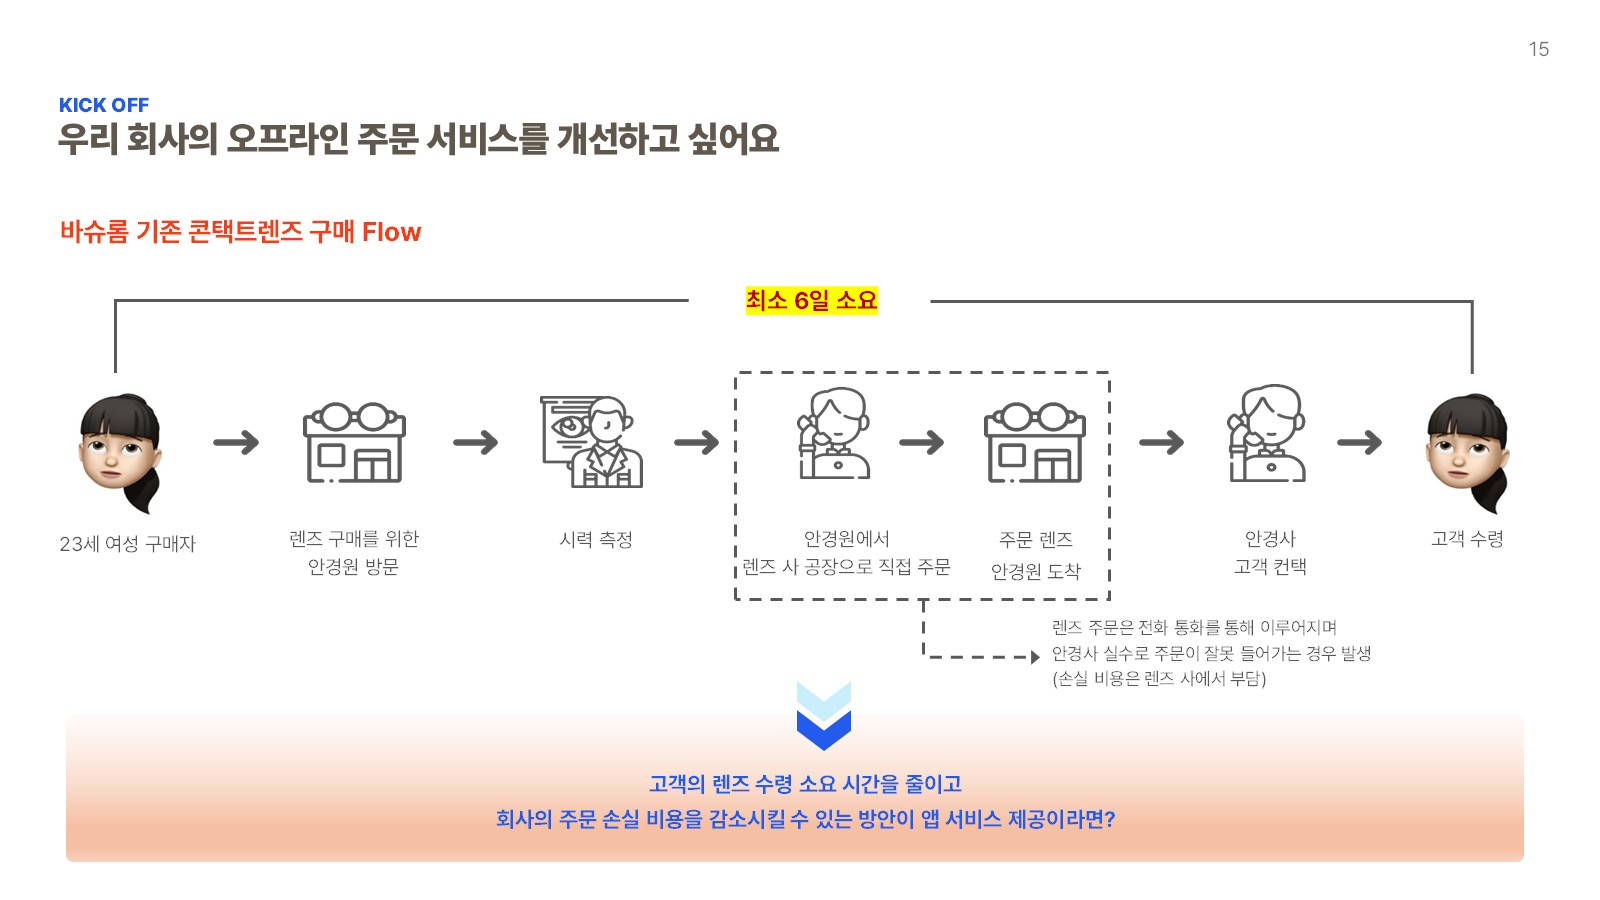 15
KICK OFF
우리 회사의 오프라인 주문 서비스를 개선하고 싶어요
바슈롬 기존 콘택트렌즈 구매 Flow
최소 6일 소요
23세 여성 구매자
렌즈 구매를 위한
안경원 방문
시력 측정
안경원에서
렌즈 사 공장으로 직접 주문
주문 렌즈
안경원 도착
안경사
고객 컨택
고객 수령
렌즈 주문은 전화 통화를 통해 이루어지며
안경사 실수로 주문이 잘못 들어가는 경우 발생
(손실 비용은 렌즈 사에서 부담)
고객의 렌즈 수령 소요 시간을 줄이고
회사의 주문 손실 비용을 감소시킬 수 있는 방안이 앱 서비스 제공이라면?